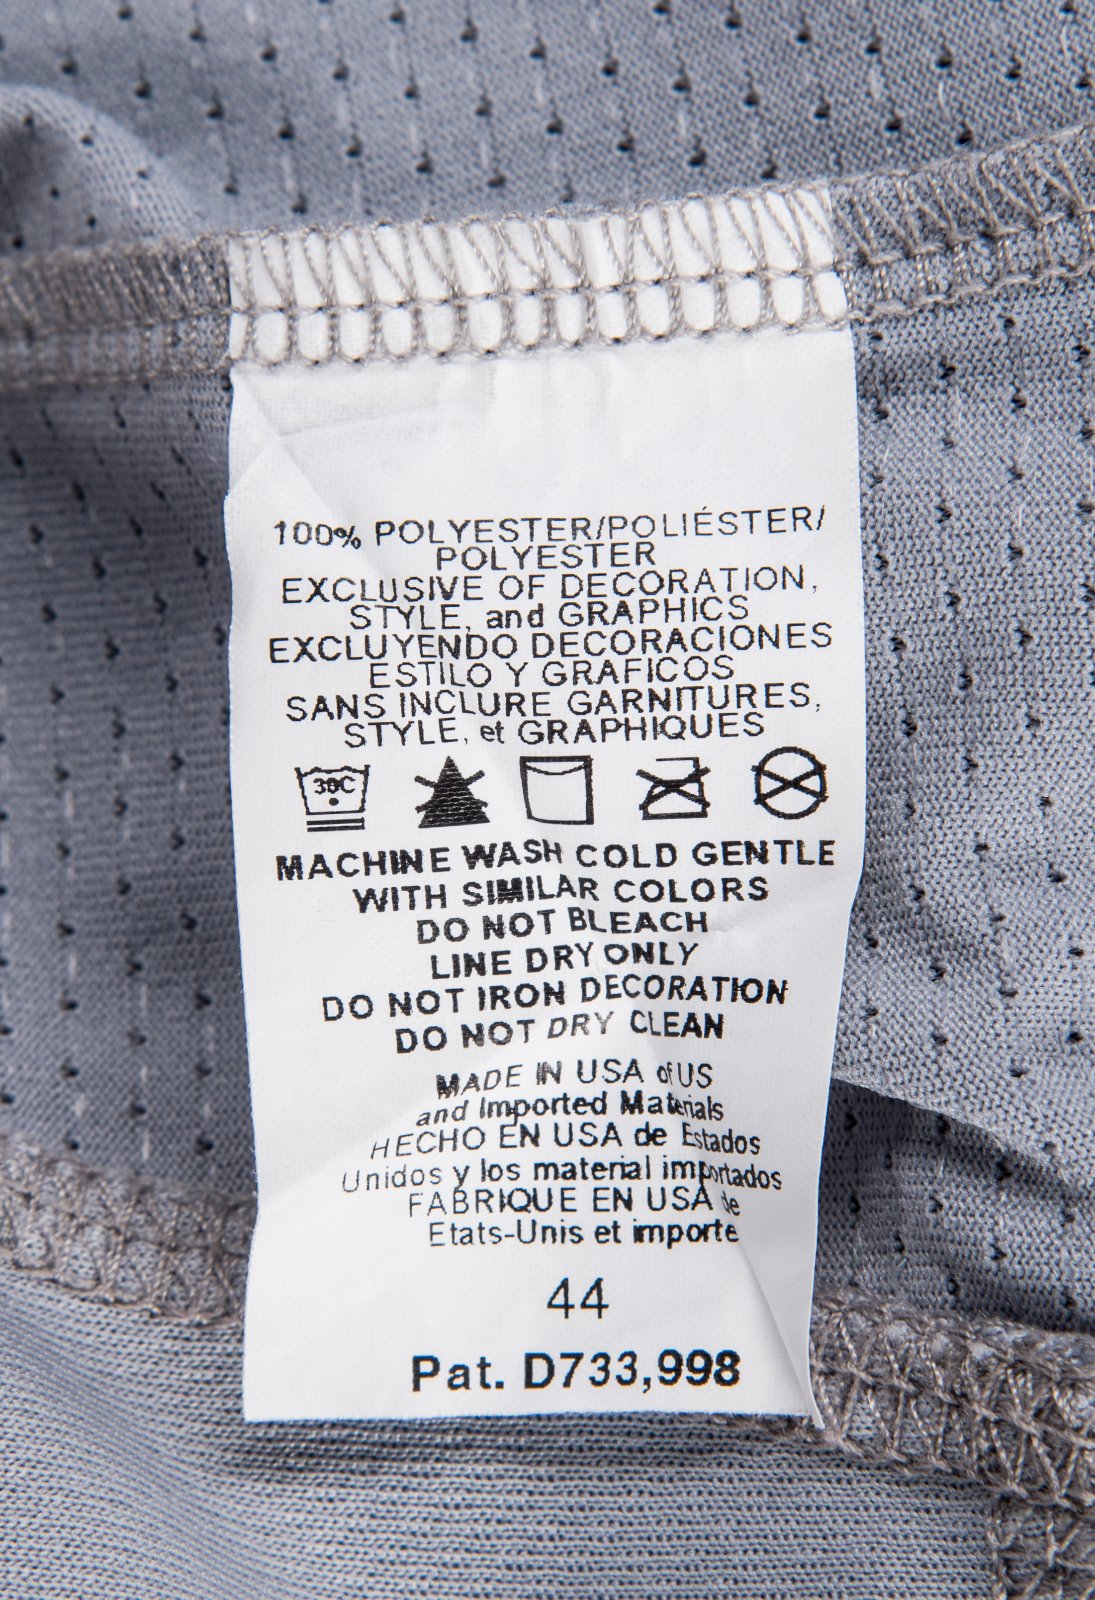 100% POLYESTER/POLIÉSTER/
POLYESTER
EXCLUSIVE OF DECORATION,
STYLE, and GRAPHICS
EXCLUYENDO DECORACIONES
ESTILO Y GRAFICOS
SANS INCLURE GARNITURES,
STYLE, et GRAPHIQUES
30C
MACHINE WASH COLD GENTLE
WITH SIMILAR COLORS
DO NOT BLEACH
LINE DRY ONLY
DO NOT IRON DECORATION
DO NOT DRY CLEAN
MADE IN USA of US
and Imported Materials
HECHO EN USA de Estados
Unidos y los material importados
FABRIQUE EN USA de
Etats-Unis et importe
44
Pat. D733,998